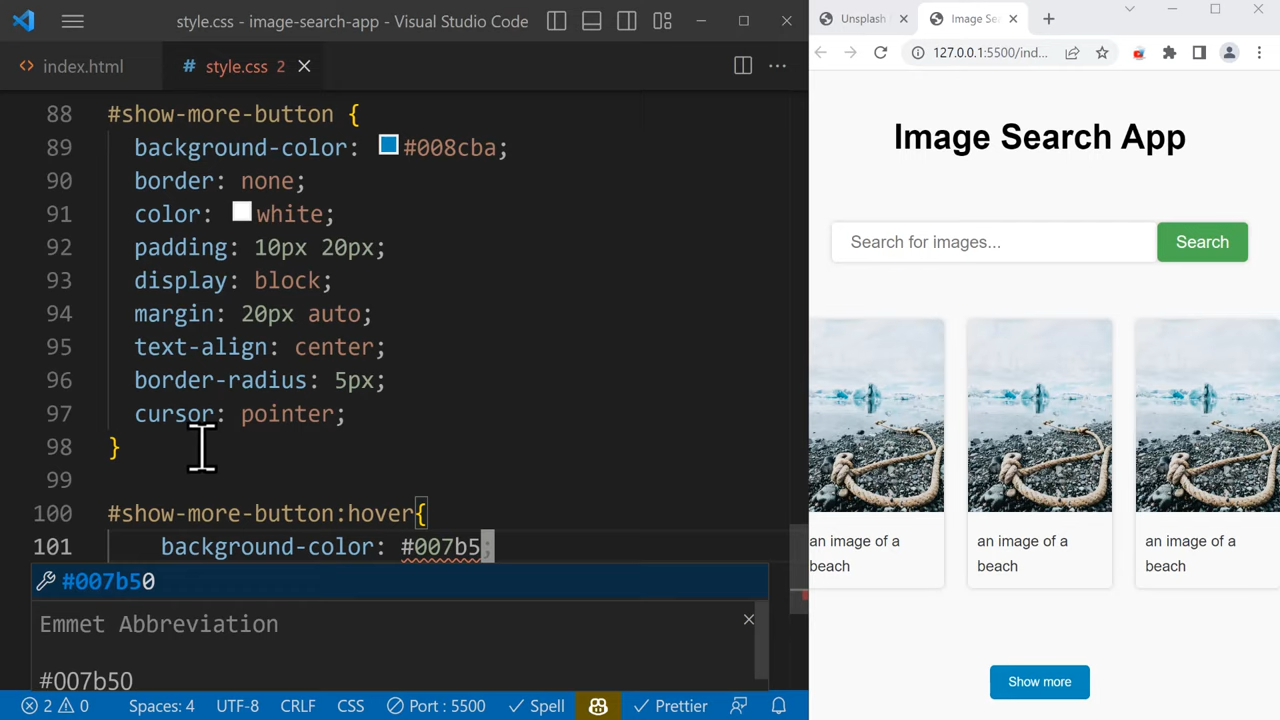 style.css - image-search-app - Visual Studio Code
index.html
# style.css 2
88 #show-more-button {
89 background-color: #008cba;
90 border: none;
91 color: white;
92 padding: 10px 20px;
93 display: block;
94 margin: 20px auto;
95 text-align: center;
96 border-radius: 5px;
97 cursor: pointer;
98 }
99
100 #show-more-button:hover{
101 background-color: #007b5;
#007b50
Emmet Abbreviation
#007b50
2 0 Spaces: 4 UTF-8 CRLF CSS Port : 5500 Spell Prettier
Unsplash
Image Sea
127.0.0.1:5500/ind...
Image Search App
Search for images... Search
an image of a beach
an image of a beach
an image of a beach
Show more